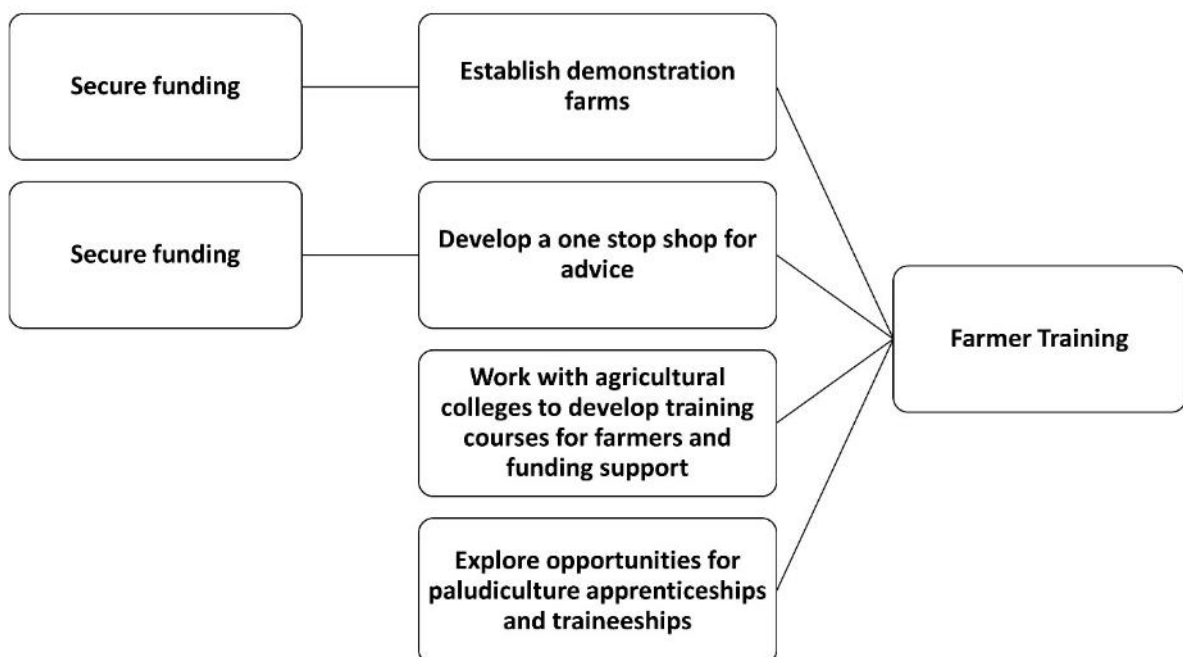 Secure funding
Establish demonstration
farms
Secure funding
Develop a one stop shop for
advice
Work with agricultural
colleges to develop training
courses for farmers and
funding support
Explore opportunities for
paludiculture apprenticeships
and traineeships
Farmer Training